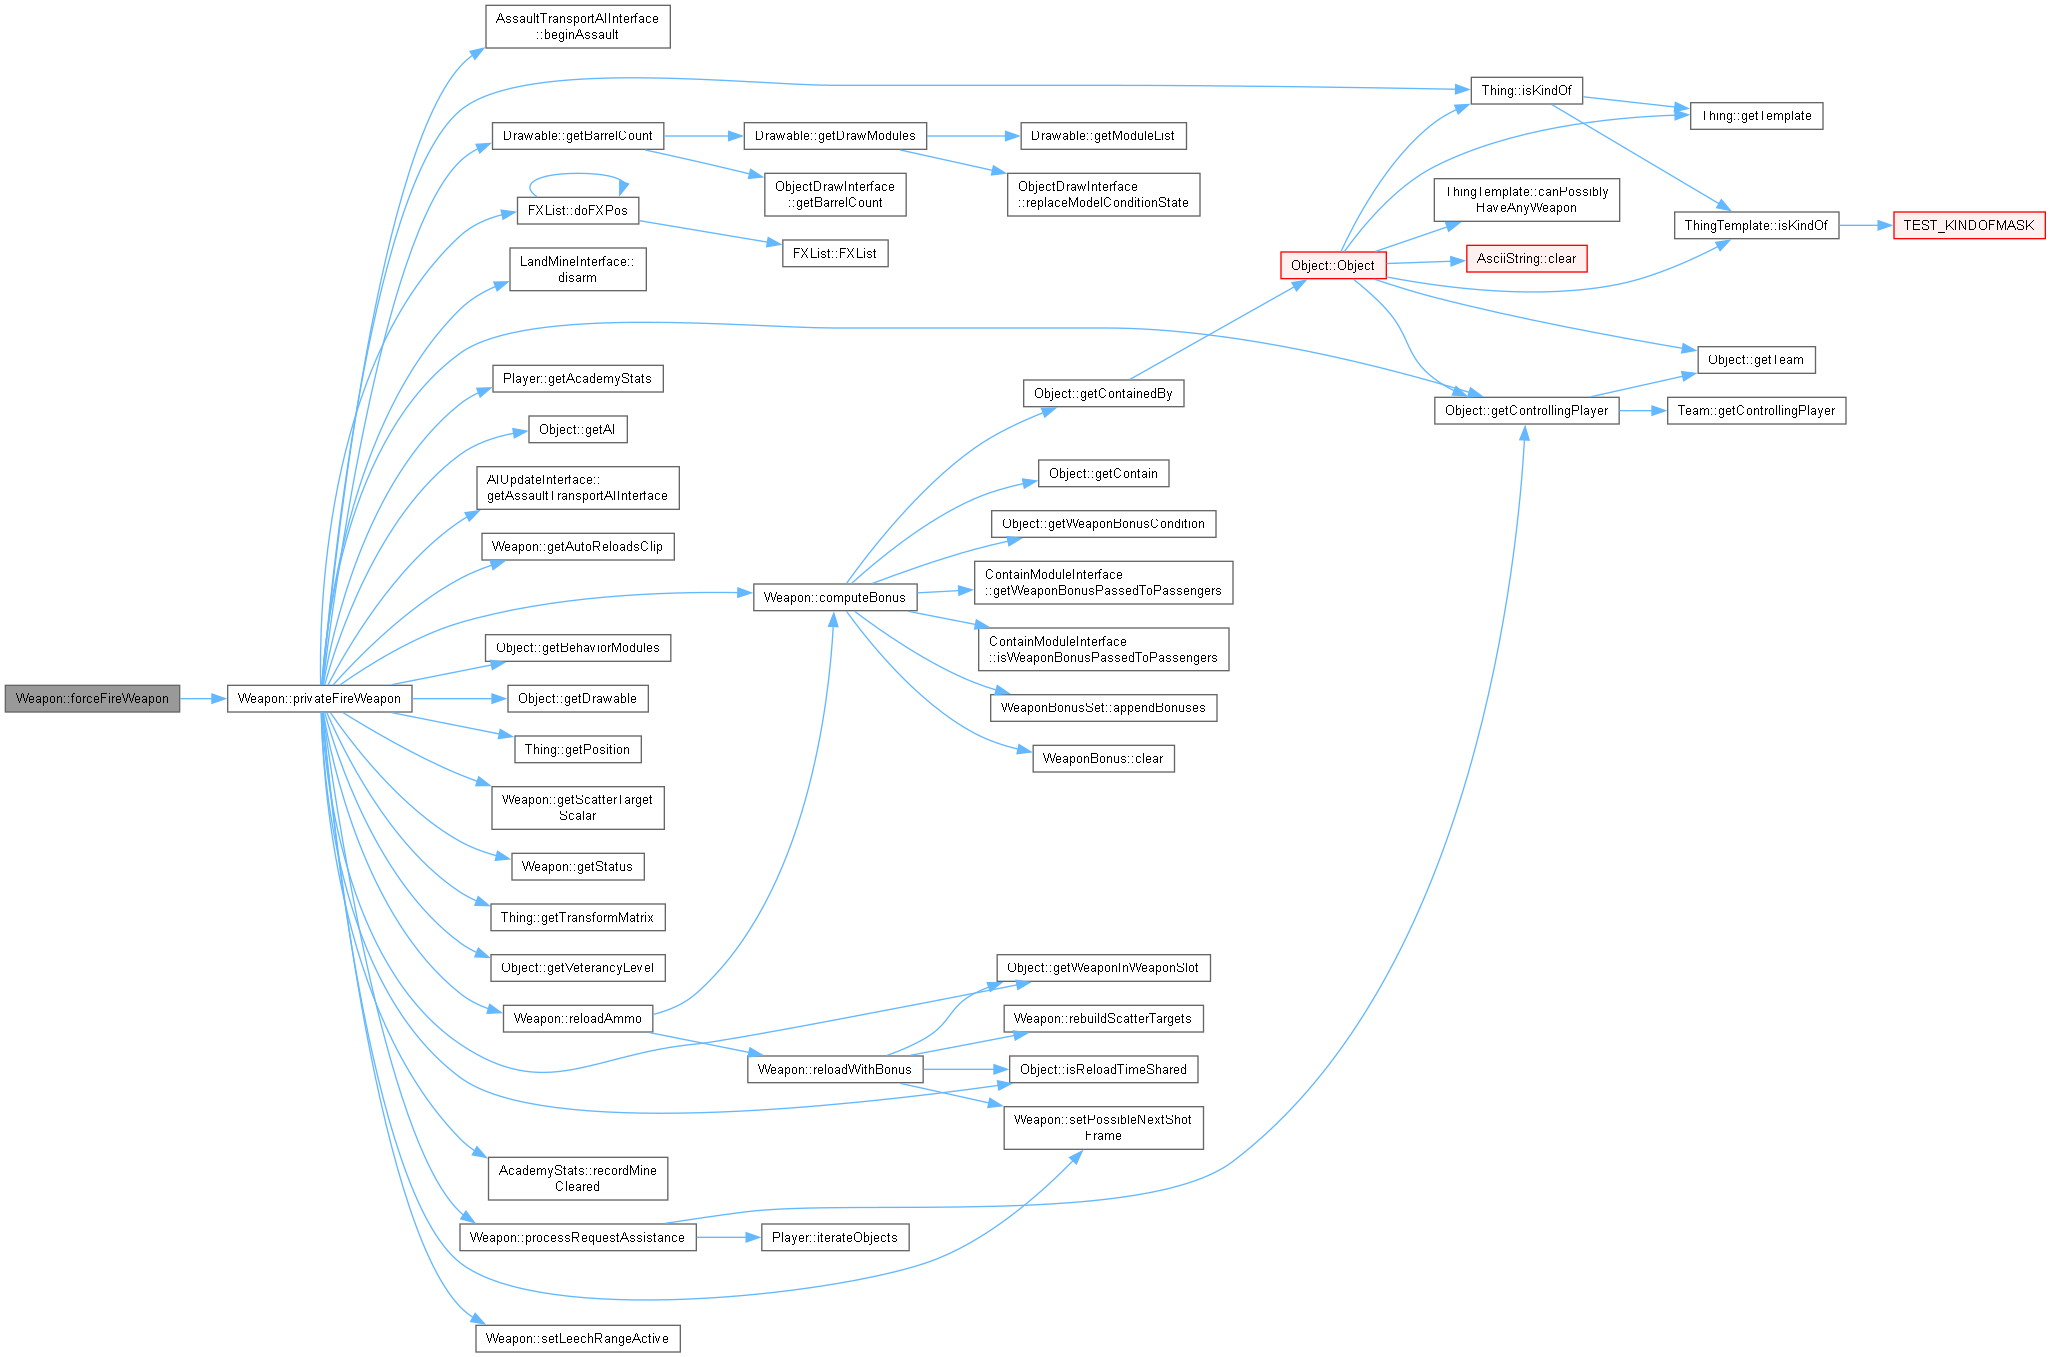 Weapon::forceFireWeapon
Weapon::privateFireWeapon
AssaultTransportAIInterface
::beginAssault
Drawable::getBarrelCount
FXList::doFXPos
LandMineInterface::
disarm
Player::getAcademyStats
Object::getAI
AIUpdateInterface::
getAssaultTransportAIInterface
Weapon::getAutoReloadsClip
Object::getBehaviorModules
Object::getDrawable
Thing::getPosition
Weapon::getScatterTarget
Scalar
Weapon::getStatus
Thing::getTransformMatrix
Object::getVeterancyLevel
Weapon::reloadAmmo
AcademyStats::recordMine
Cleared
Weapon::processRequestAssistance
Weapon::setLeechRangeActive
Drawable::getDrawModules
ObjectDrawInterface
::getBarrelCount
FXList::FXList
Weapon::computeBonus
Weapon::reloadWithBonus
Player::iterateObjects
Drawable::getModuleList
ObjectDrawInterface
::replaceModelConditionState
Object::getContainedBy
Object::getContain
Object::getWeaponBonusCondition
ContainModuleInterface
::getWeaponBonusPassedToPassengers
ContainModuleInterface
::isWeaponBonusPassedToPassengers
WeaponBonusSet::appendBonuses
WeaponBonus::clear
Object::getWeaponInWeaponSlot
Weapon::rebuildScatterTargets
Object::isReloadTimeShared
Weapon::setPossibleNextShot
Frame
Object::Object
Thing::isKindOf
ThingTemplate::canPossibly
HaveAnyWeapon
AsciiString::clear
Object::getControllingPlayer
Thing::getTemplate
ThingTemplate::isKindOf
Object::getTeam
Team::getControllingPlayer
TEST_KINDOFMASK